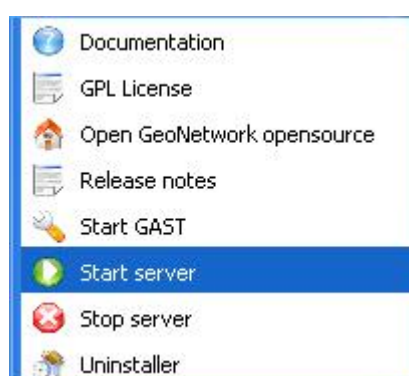 Documentation
GPL License
Open GeoNetwork opensource
Release notes
Start GAST
Start server
Stop server
Uninstaller